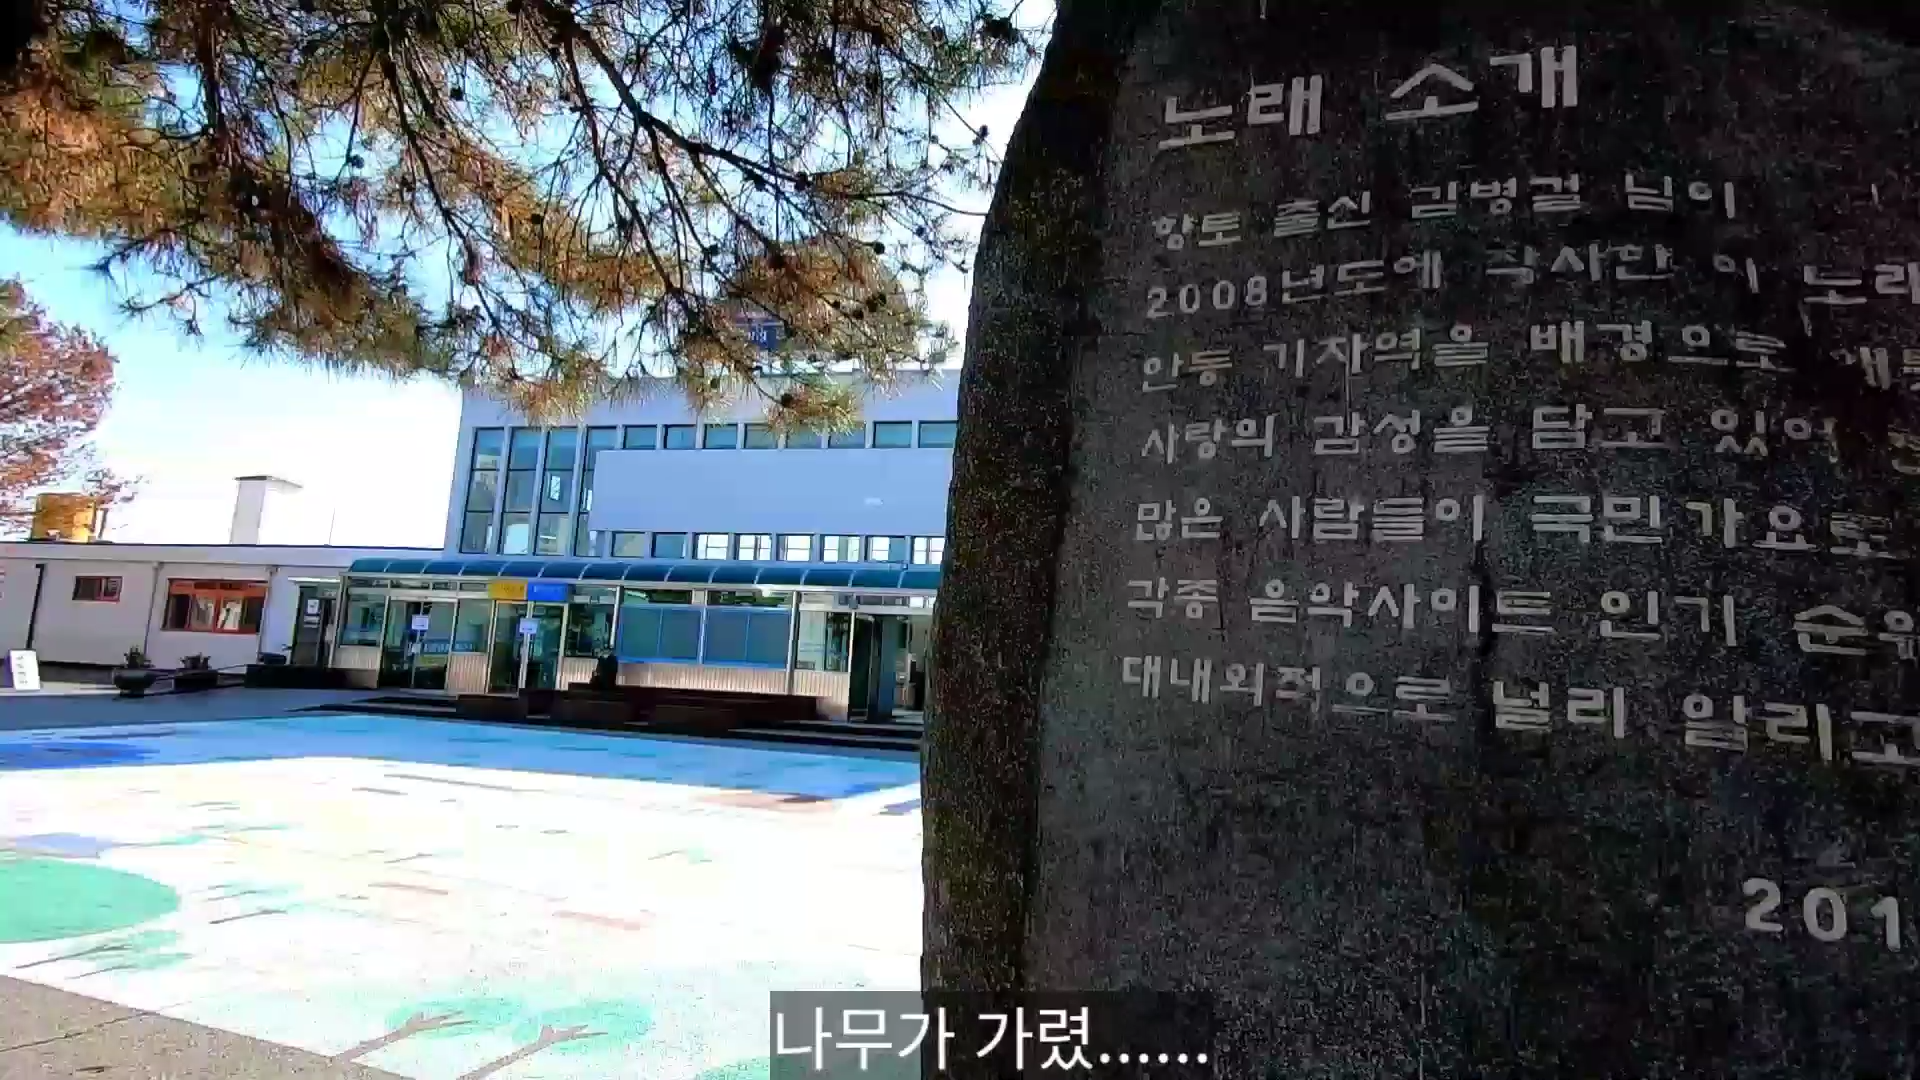 노래 소개
향토 출신 김병걸 님이
2008년도에 작사한 이 노래
안동 기차역을 배경으로
사랑의 감성을 담고 있어
많은 사람들이 국민가요로
각종 음악사이트 인기 순위
대내외적으로 널리 알리고
201
나무가 가렸......